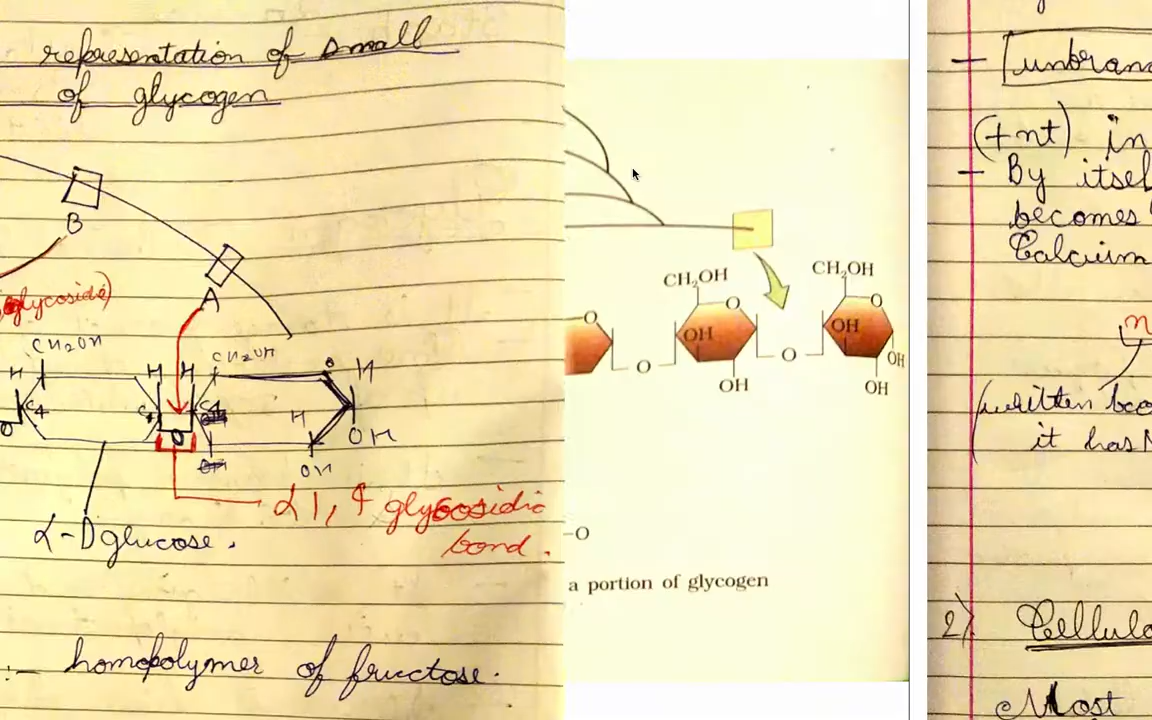 representation of small
of glycogen
B
A
glycoside)
CH₂OH
CH₂OH
H
H
H
H
C4
C4
H
O
O
OH
OH
α 1, 4 glycosidic
bond.
α-D glucose.
:- homopolymer of fructose.
CH₂OH
CH₂OH
O
O
O
OH
OH
O
O
OH
OH
OH
–O
a portion of glycogen
- unbran
(+nt) in
- By itsel
becomes
Calcium
n
(written bec
it has N
2) Cellulo
Most